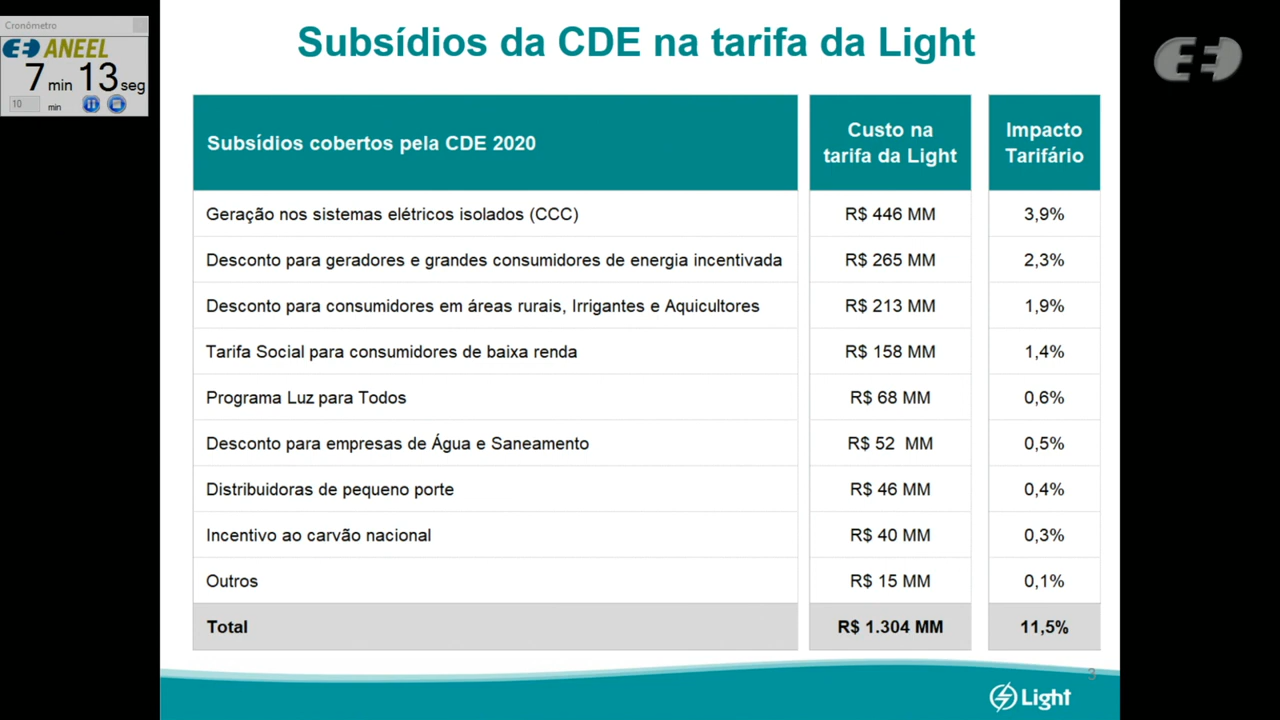 Cronômetro
ANEEL
7 min 13 seg
10 min
Subsídios da CDE na tarifa da Light
Subsídios cobertos pela CDE 2020
Custo na
tarifa da Light
Impacto
Tarifário
Geração nos sistemas elétricos isolados (CCC) R$ 446 MM 3,9%
Desconto para geradores e grandes consumidores de energia incentivada R$ 265 MM 2,3%
Desconto para consumidores em áreas rurais, Irrigantes e Aquicultores R$ 213 MM 1,9%
Tarifa Social para consumidores de baixa renda R$ 158 MM 1,4%
Programa Luz para Todos R$ 68 MM 0,6%
Desconto para empresas de Água e Saneamento R$ 52 MM 0,5%
Distribuidoras de pequeno porte R$ 46 MM 0,4%
Incentivo ao carvão nacional R$ 40 MM 0,3%
Outros R$ 15 MM 0,1%
Total R$ 1.304 MM 11,5%
3
Light